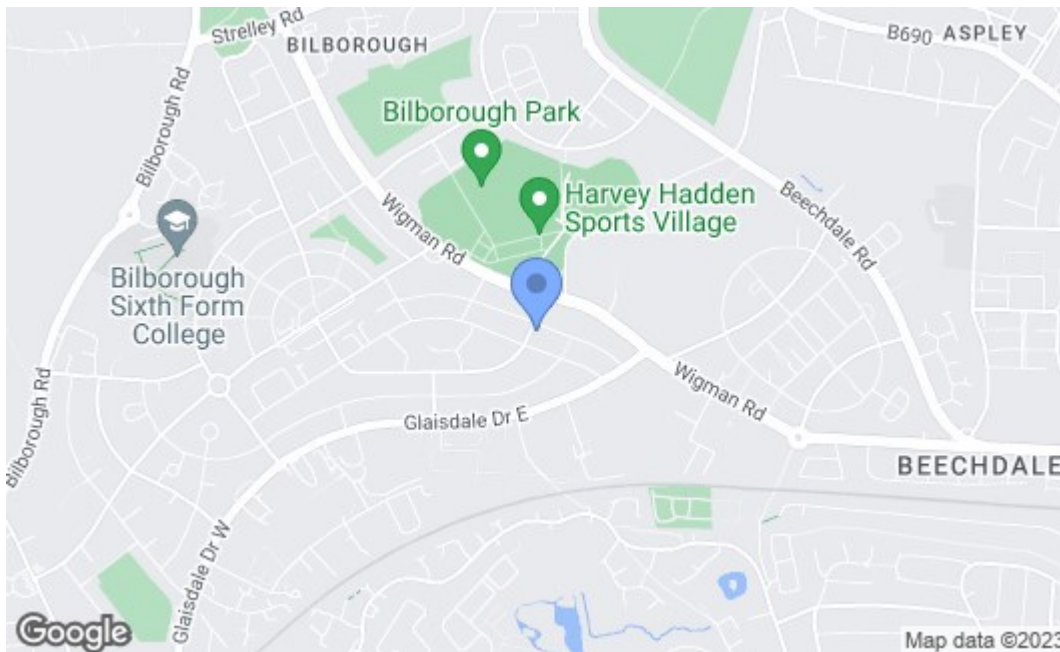 Strelley Rd
BILBOROUGH
B690
ASPLEY
Bilborough Rd
Bilborough Park
Harvey Hadden
Sports Village
Beechdale Rd
Wigman Rd
Bilborough
Sixth Form
College
Bilborough Rd
Wigman Rd
Glaisdale Dr E
BEECHDALE
Glaisdale Dr W
Google
Map data ©2023